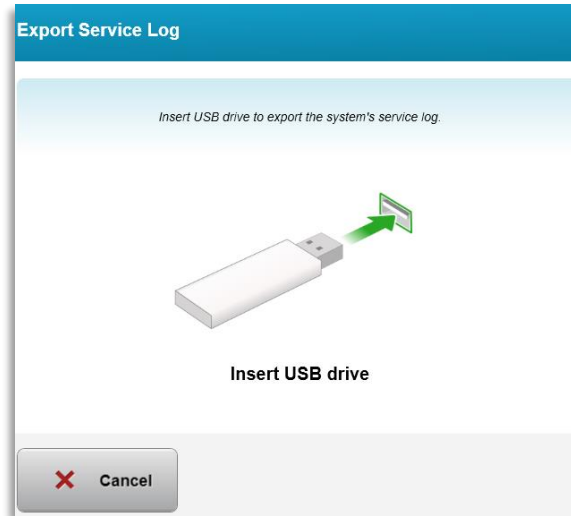 Export Service Log
Insert USB drive to export the system's service log.
Insert USB drive
Cancel